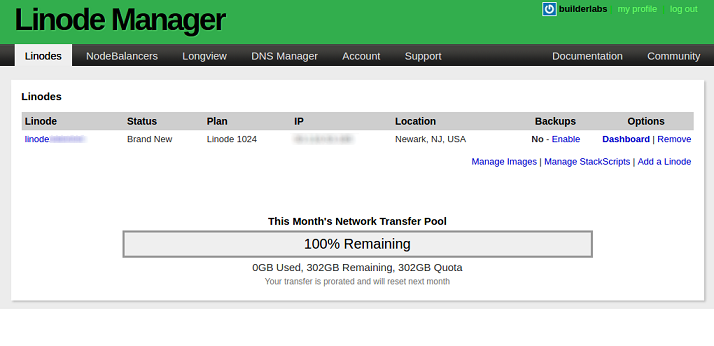 Linode Manager
builderlabs my profile log out
Linodes NodeBalancers Longview DNS Manager Account Support Documentation Community
Linodes
Linode Status Plan IP Location Backups Options
linode Brand New Linode 1024 Newark, NJ, USA No - Enable Dashboard | Remove
Manage Images | Manage StackScripts | Add a Linode
This Month's Network Transfer Pool
100% Remaining
0GB Used, 302GB Remaining, 302GB Quota
Your transfer is prorated and will reset next month